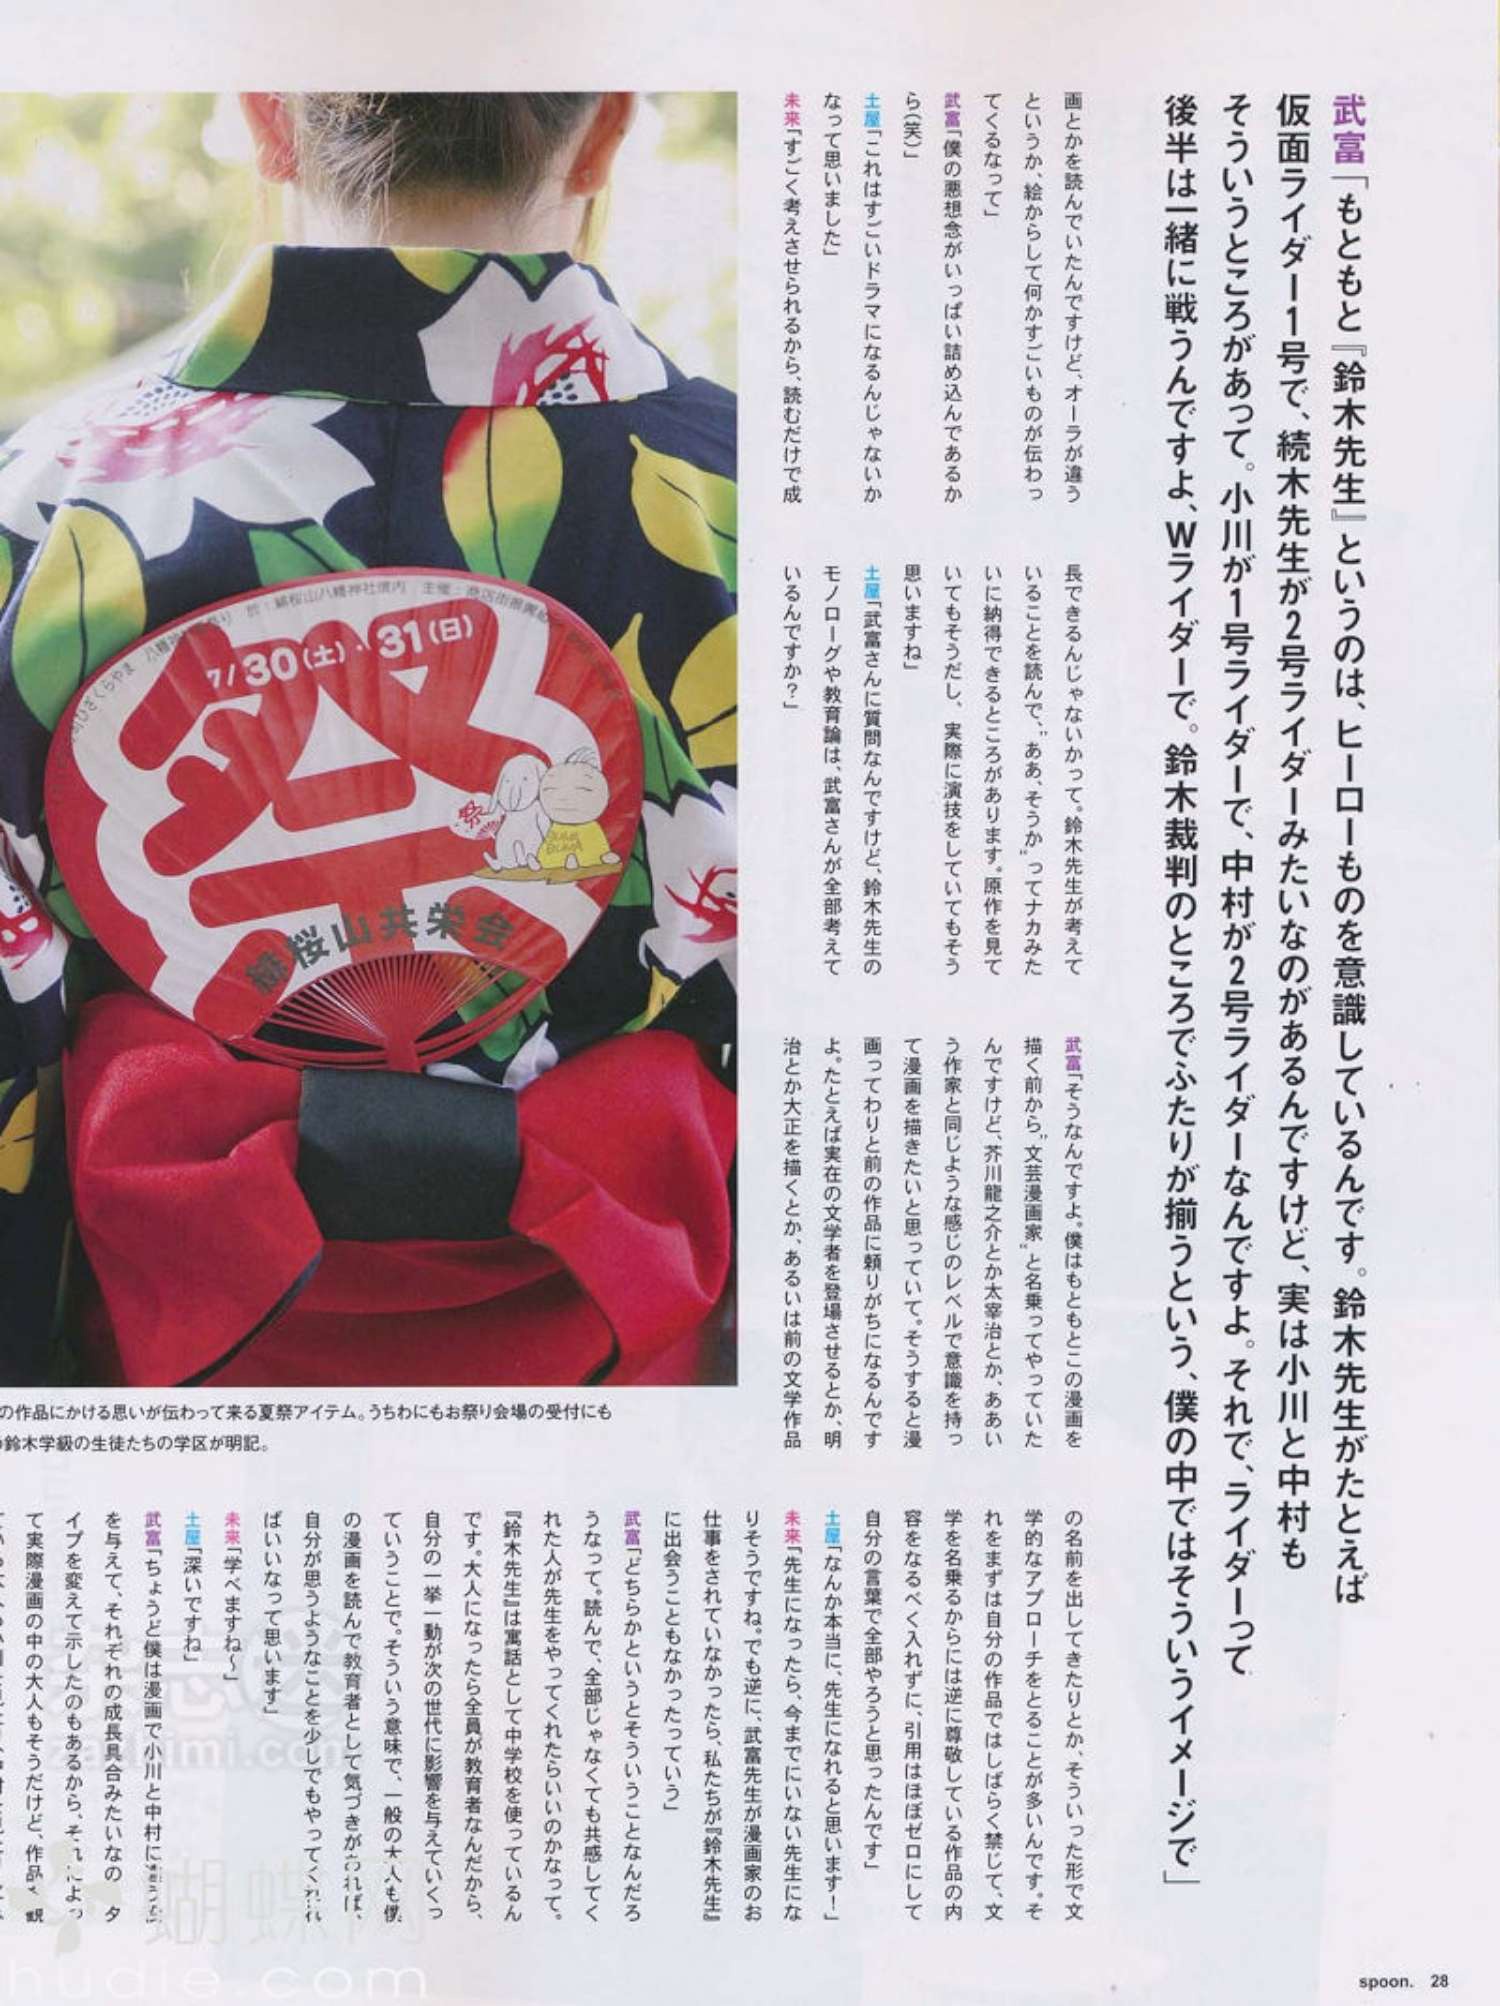 武富「もともと『鈴木先生』というのは、ヒーローものを意識しているんです。鈴木先生がたとえば
仮面ライダー1号で、続木先生が2号ライダーみたいなのがあるんですけど、実は小川と中村も
そういうところがあって。小川が1号ライダーで、中村が2号ライダーなんですよ。それで、ライダーって
後半は一緒に戦うんですよ、Wライダーで。鈴木裁判のところでふたりが揃うという、僕の中ではそういうイメージで」
画とかを読んでいたんですけど、オーラが違う
というか、絵からして何かすごいものが伝わっ
てくるなって」
武富「僕の悪想念がいっぱい詰め込んであるか
ら(笑)」
土屋「これはすごいドラマになるんじゃないか
なって思いました」
未来「すごく考えさせられるから、読むだけで成
長できるんじゃないかって。鈴木先生が考えて
いることを読んで、“ああ、そうか”ってナカみた
いに納得できるところがあります。原作を見て
いてもそうだし、実際に演技をしていてもそう
思いますね」
土屋「武富さんに質問なんですけど、鈴木先生の
モノローグや教育論は、武富さんが全部考えて
いるんですか?」
武富「そうなんですよ。僕はもともとこの漫画を
描く前から、“文芸漫画家”と名乗ってやっていた
んですけど、芥川龍之介とか太宰治とか、ああい
う作家と同じような感じのレベルで意識を持っ
て漫画を描きたいと思っていて。そうすると漫
画ってわりと前の作品に頼りがちになるんです
よ。たとえば実在の文学者を登場させるとか、明
治とか大正を描くとか、あるいは前の文学作品
の名前を出してきたりとか、そういった形で文
学的なアプローチをとることが多いんです。そ
れをまずは自分の作品ではしばらく禁じて、文
学を名乗るからには逆に尊敬している作品の内
容をなるべく入れずに、引用はほぼゼロにして
自分の言葉で全部やろうと思ったんです」
土屋「なんか本当に、先生になれると思います!」
未来「先生になったら、今までにいない先生にな
りそうですね。でも逆に、武富先生が漫画家のお
仕事をされていなかったら、私たちが『鈴木先生』
に出会うこともなかったっていう」
武富「どちらかというとそういうことなんだろ
うなって。読んで、全部じゃなくても共感してく
れた人が先生をやってくれたらいいのかなって。
『鈴木先生』は寓話として中学校を使っているん
です。大人になったら全員が教育者なんだから、
自分の一挙一動が次の世代に影響を与えていくっ
ていうことで。そういう意味で、一般の大人も僕
の漫画を読んで教育者として気づきがあれば、
自分が思うようなことを少しでもやってくれれ
ばいいなって思います」
未来「学べますね〜」
土屋「深いですね」
武富「ちょうど僕は漫画で小川と中村に
を与えて、それぞれの成長具合みたいなの タ
イプを変えて示したのもあるから、それによっ
て実際漫画の中の大人もそうだけど、作品を観
7/30(土)・31(日)
祭
祭
緋桜山共栄会
の作品にかける思いが伝わって来る夏祭アイテム。うちわにもお祭り会場の受付にも
鈴木学級の生徒たちの学区が明記。
蝴蝶网
hudie.com
spoon. 28